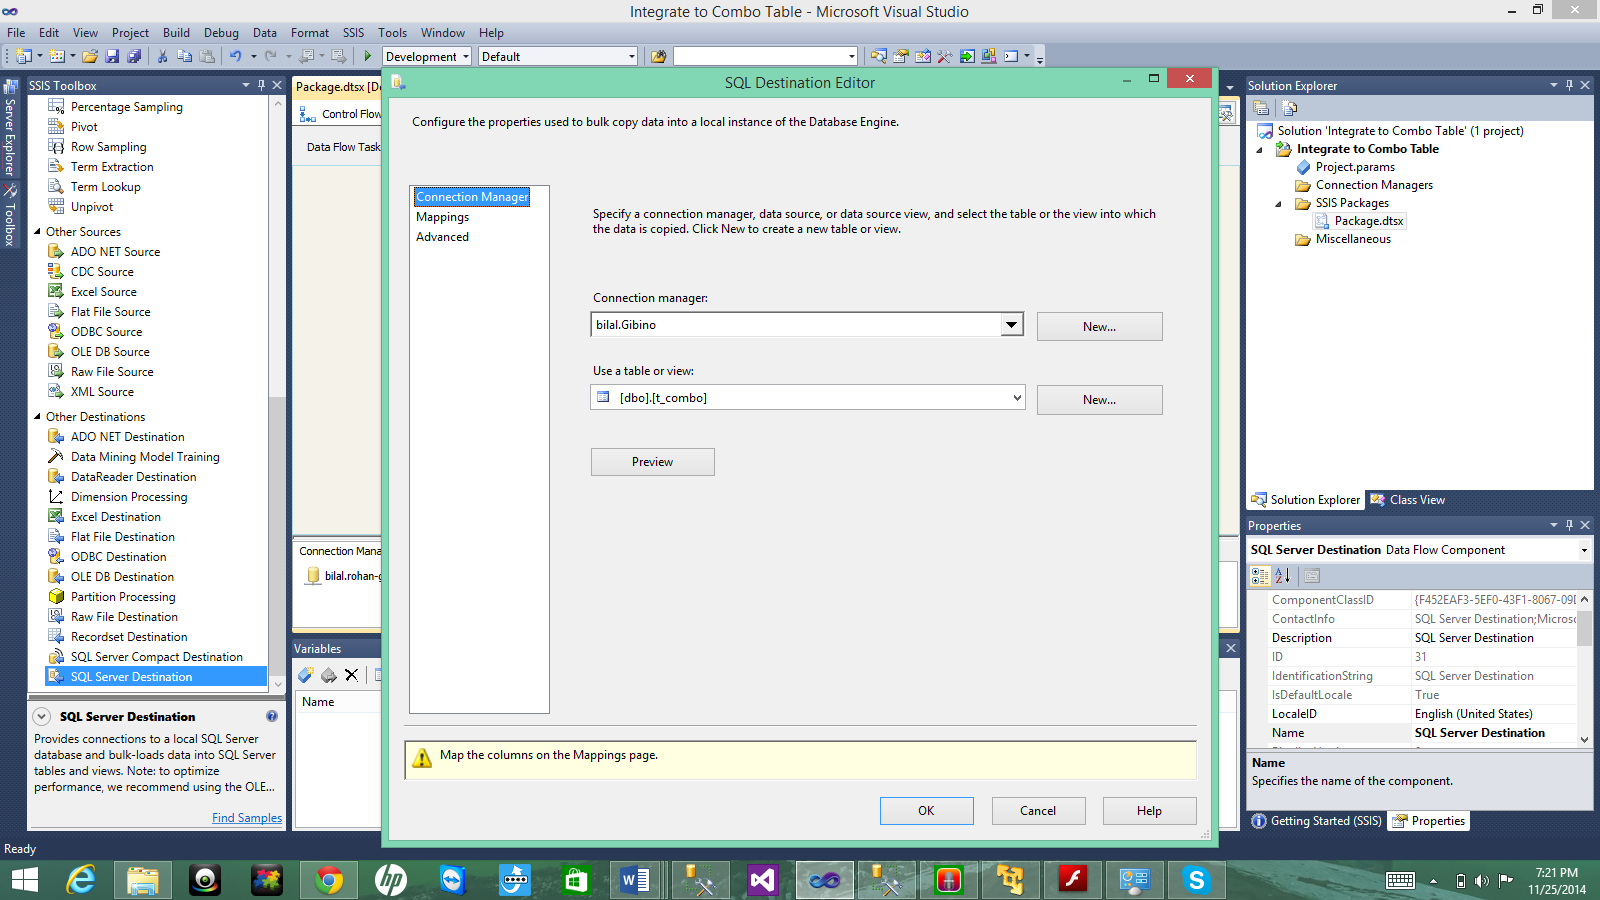 Integrate to Combo Table - Microsoft Visual Studio
File Edit View Project Build Debug Data Format SSIS Tools Window Help
Development Default
Server Explorer
Toolbox
SSIS Toolbox
Percentage Sampling
Pivot
Row Sampling
Term Extraction
Term Lookup
Unpivot
Other Sources
ADO NET Source
CDC Source
Excel Source
Flat File Source
ODBC Source
OLE DB Source
Raw File Source
XML Source
Other Destinations
ADO NET Destination
Data Mining Model Training
DataReader Destination
Dimension Processing
Excel Destination
Flat File Destination
ODBC Destination
OLE DB Destination
Partition Processing
Raw File Destination
Recordset Destination
SQL Server Compact Destination
SQL Server Destination
SQL Server Destination
Provides connections to a local SQL Server
database and bulk-loads data into SQL Server
tables and views. Note: to optimize
performance, we recommend using the OLE...
Find Samples
Ready
Package.dtsx [De
Control Flow
Data Flow Task
Connection Mana
bilal.rohan-g
Variables
Name
SQL Destination Editor
Configure the properties used to bulk copy data into a local instance of the Database Engine.
Connection Manager
Mappings
Advanced
Specify a connection manager, data source, or data source view, and select the table or the view into which
the data is copied. Click New to create a new table or view.
Connection manager:
bilal.Gibino
New...
Use a table or view:
[dbo].[t_combo]
New...
Preview
Map the columns on the Mappings page.
OK Cancel Help
Solution Explorer
Solution 'Integrate to Combo Table' (1 project)
Integrate to Combo Table
Project.params
Connection Managers
SSIS Packages
Package.dtsx
Miscellaneous
Solution Explorer Class View
Properties
SQL Server Destination Data Flow Component
ComponentClassID {F452EAF3-5EF0-43F1-8067-09D
ContactInfo SQL Server Destination;Microso
Description SQL Server Destination
ID 31
IdentificationString SQL Server Destination
IsDefaultLocale True
LocaleID English (United States)
Name SQL Server Destination
Name
Specifies the name of the component.
Getting Started (SSIS) Properties
7:21 PM
11/25/2014